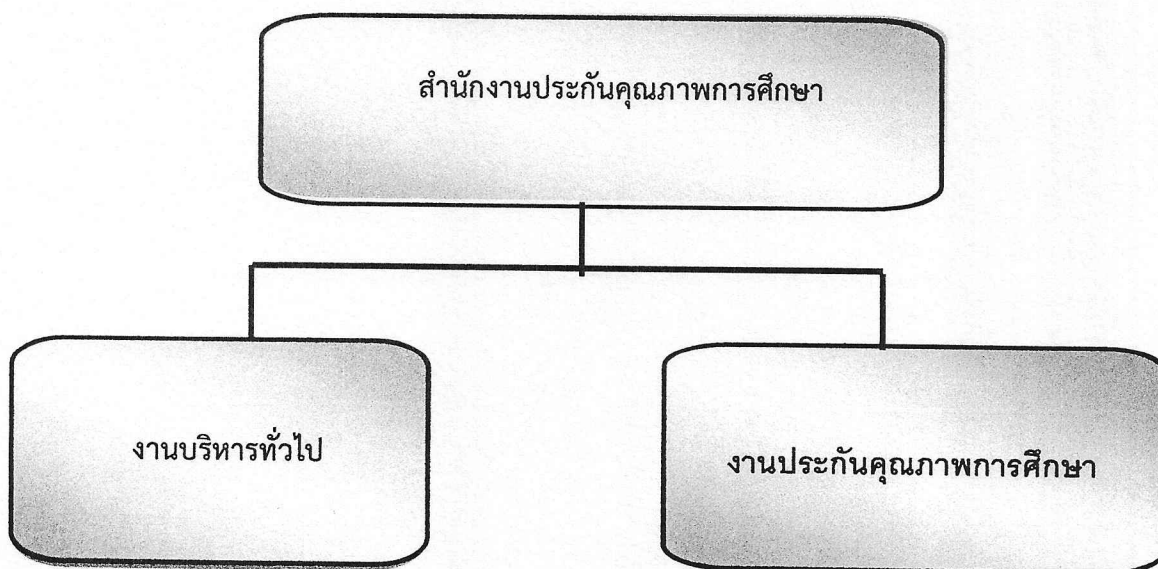 สำนักงานประกันคุณภาพการศึกษา
งานบริหารทั่วไป
งานประกันคุณภาพการศึกษา